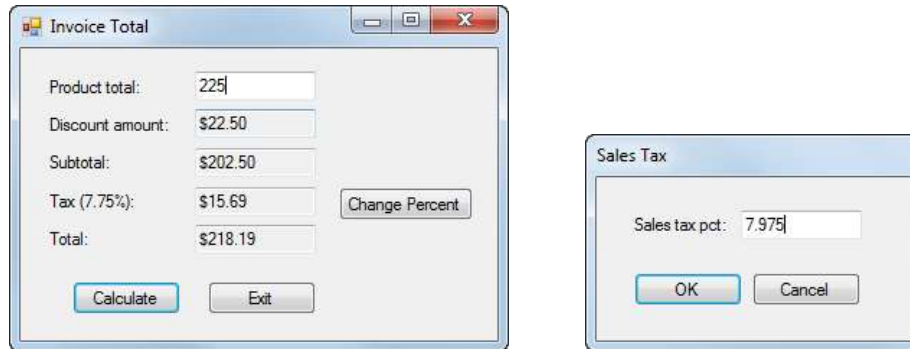 Invoice Total
Product total: 225
Discount amount: $22.50
Subtotal: $202.50
Tax (7.75%): $15.69 Change Percent
Total: $218.19
Calculate Exit
Sales Tax
Sales tax pct: 7.975
OK Cancel